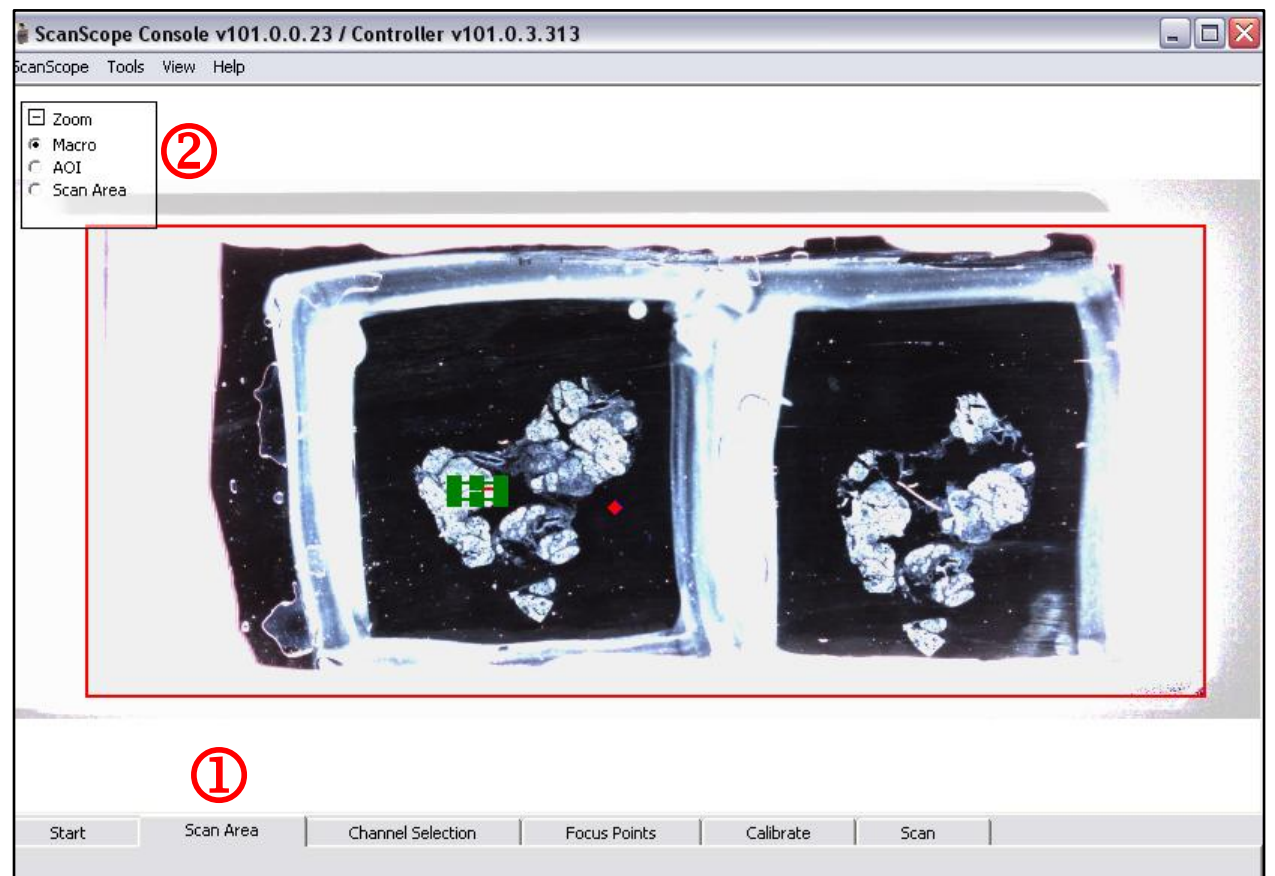 ScanScope Console v101.0.0.23 / Controller v101.0.3.313
ScanScope Tools View Help
Zoom
Macro
AOI
Scan Area
②
①
Start Scan Area Channel Selection Focus Points Calibrate Scan